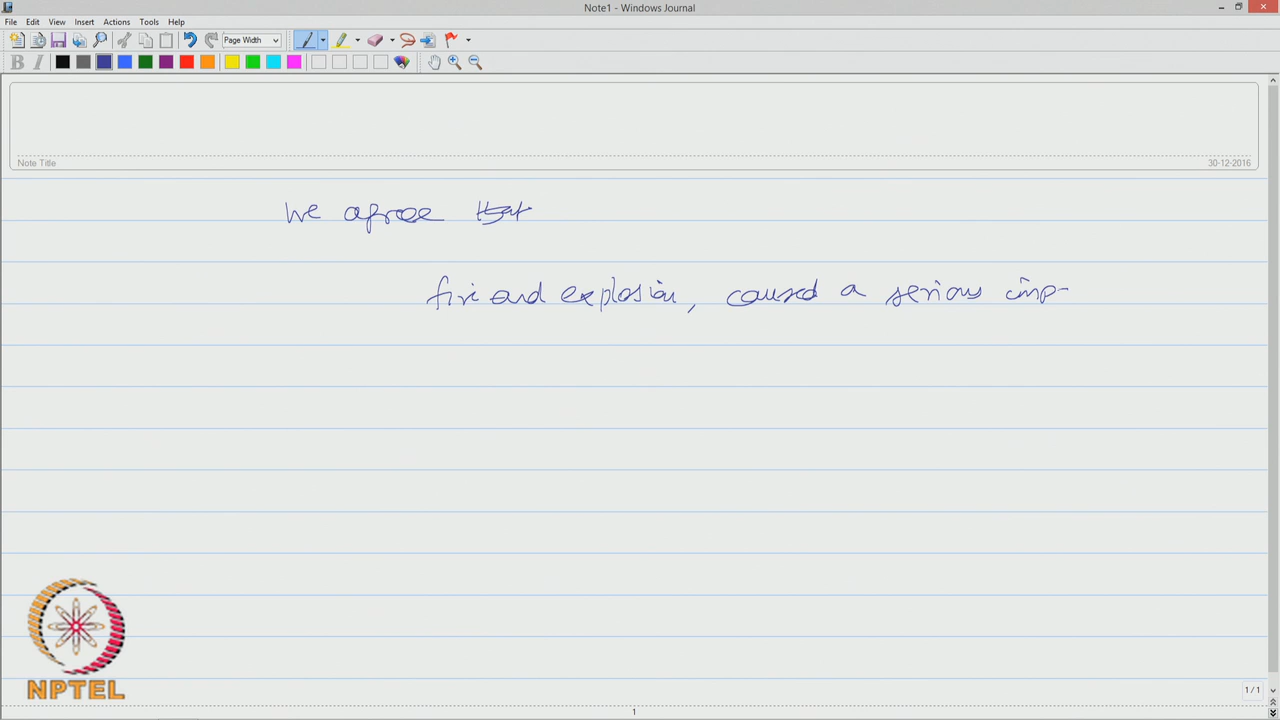 Note1 - Windows Journal
File Edit View Insert Actions Tools Help
Page Width
B I
Note Title
30-12-2016
We agree that
fire and explosion, caused a serious imp-
NPTEL
1/1
1